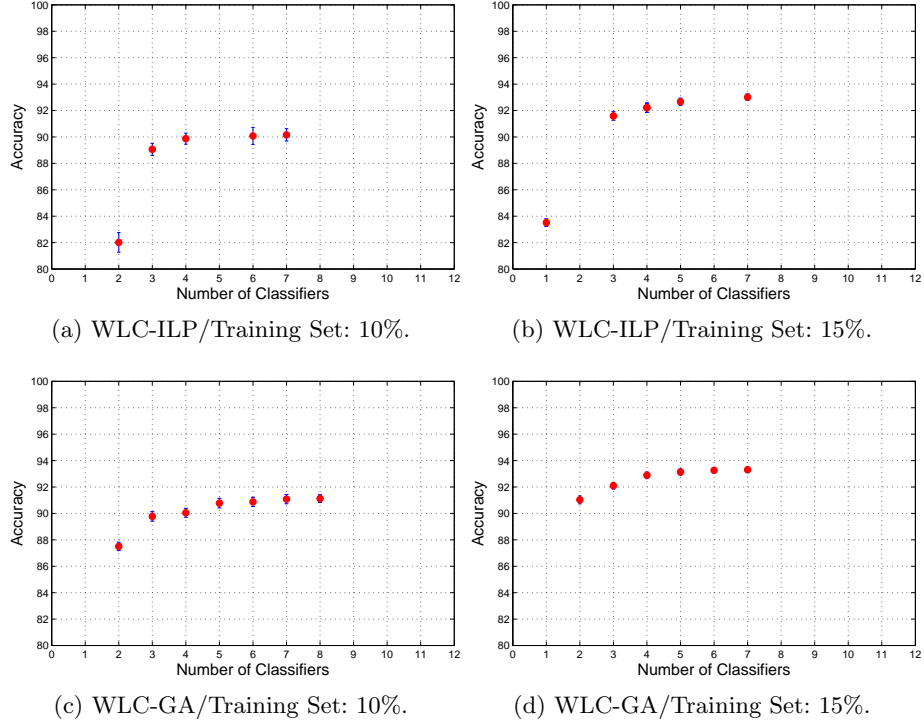 100
98
96
94
92
90
88
86
84
82
80
Accuracy
0 1 2 3 4 5 6 7 8 9 10 11 12
Number of Classifiers
(a) WLC-ILP/Training Set: 10%.
100
98
96
94
92
90
88
86
84
82
80
Accuracy
0 1 2 3 4 5 6 7 8 9 10 11 12
Number of Classifiers
(b) WLC-ILP/Training Set: 15%.
100
98
96
94
92
90
88
86
84
82
80
Accuracy
0 1 2 3 4 5 6 7 8 9 10 11 12
Number of Classifiers
(c) WLC-GA/Training Set: 10%.
100
98
96
94
92
90
88
86
84
82
80
Accuracy
0 1 2 3 4 5 6 7 8 9 10 11 12
Number of Classifiers
(d) WLC-GA/Training Set: 15%.